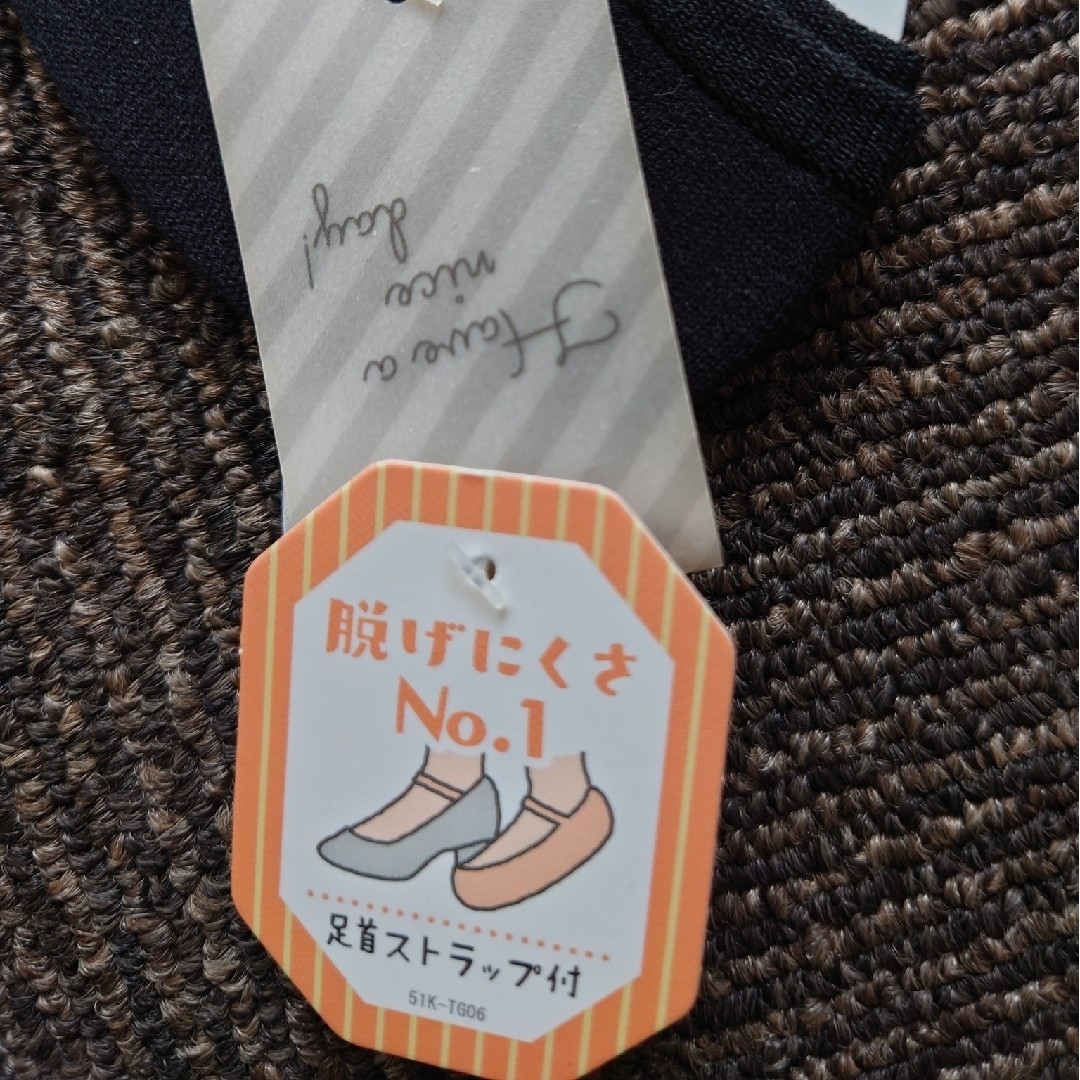 Have a
nice
day!
脱げにくさ
No.1
足首ストラップ付
51K-TG06